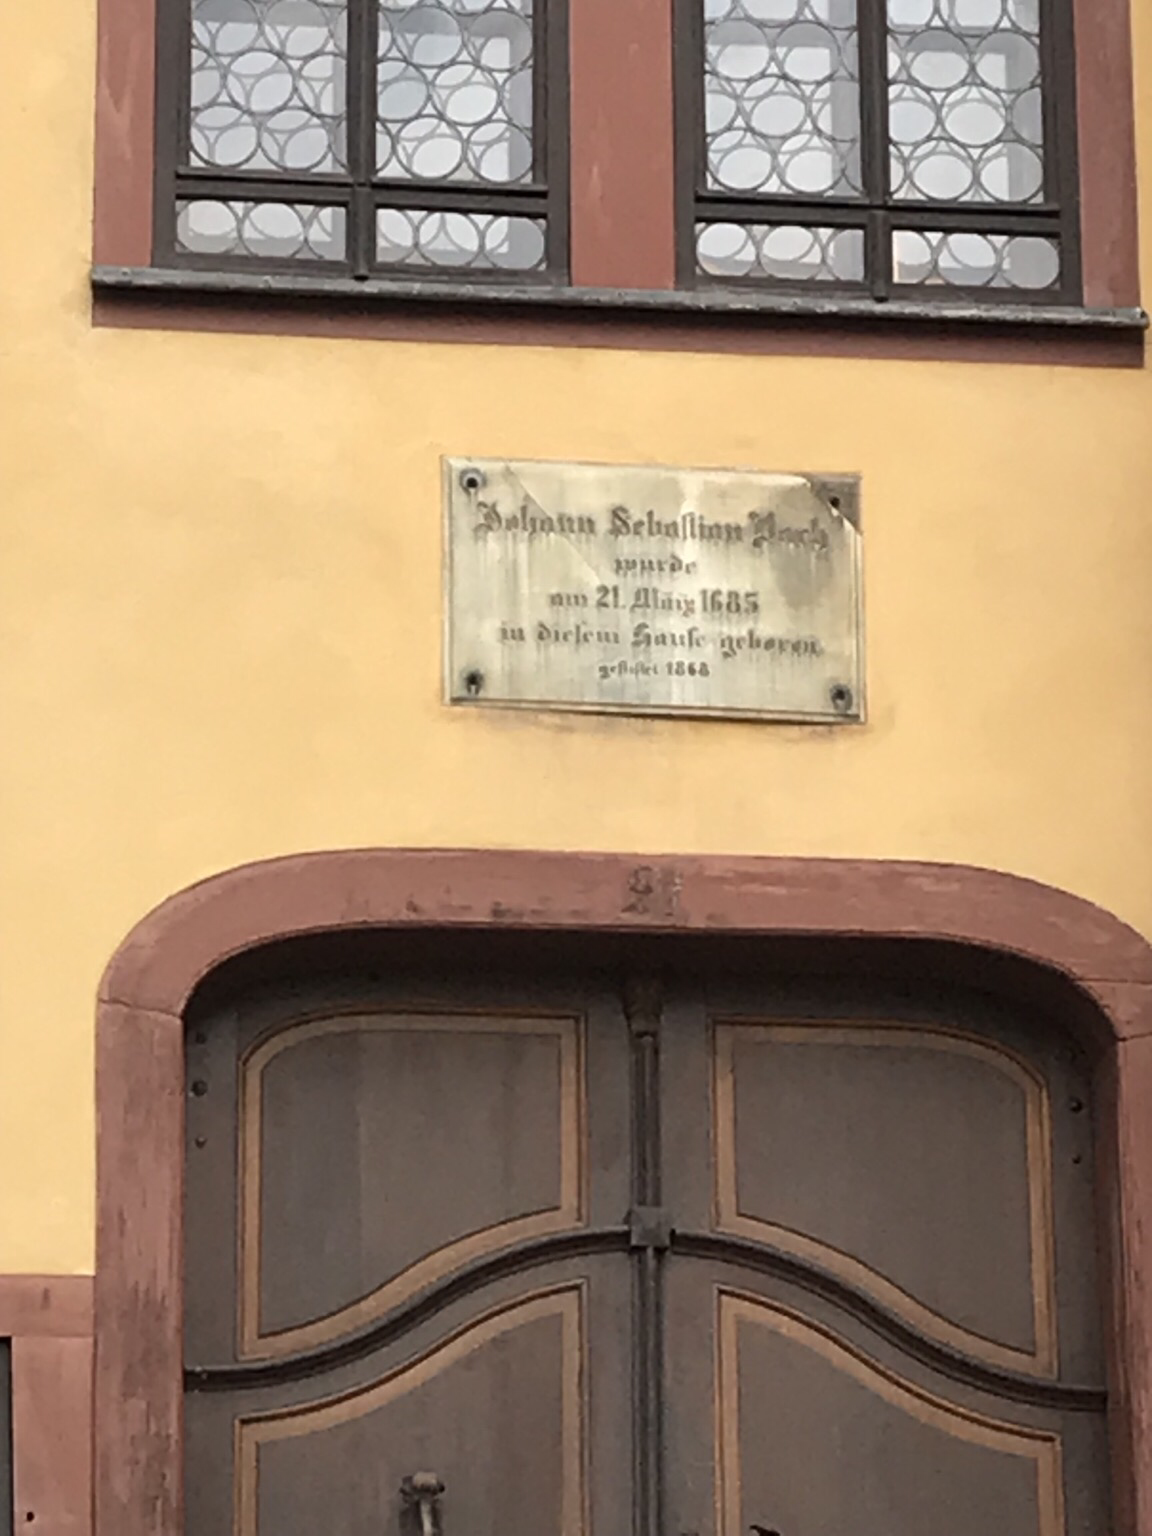 Johann Sebastian Bach
wurde
am 21. März 1685
in diesem Hause geboren.
gestiftet 1868